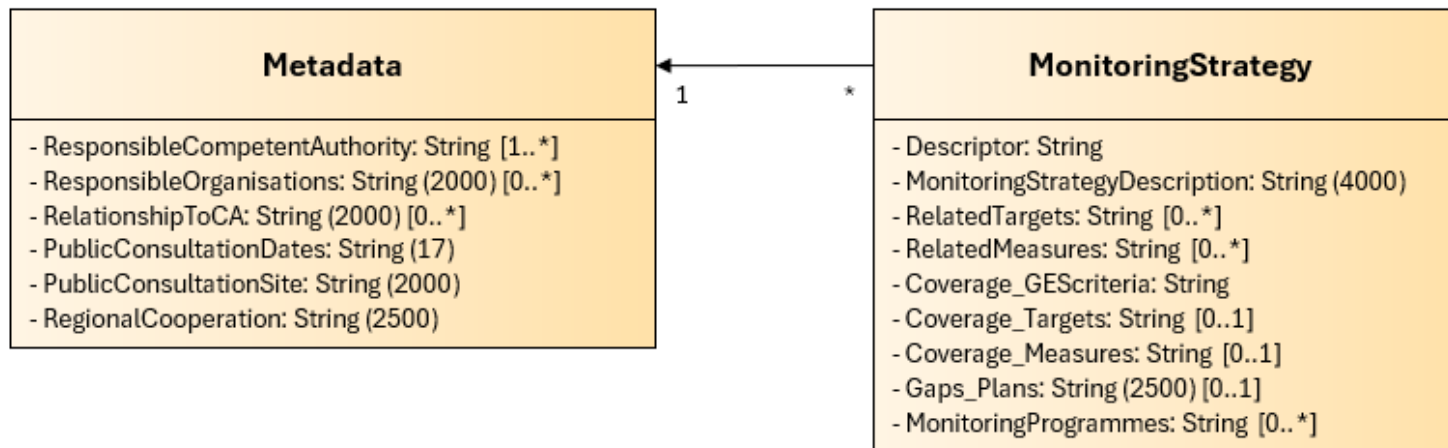 Metadata
- ResponsibleCompetentAuthority: String [1..*]
- ResponsibleOrganisations: String (2000) [0..*]
- RelationshipToCA: String (2000) [0..*]
- PublicConsultationDates: String (17)
- PublicConsultationSite: String (2000)
- RegionalCooperation: String (2500)
1
*
MonitoringStrategy
- Descriptor: String
- MonitoringStrategyDescription: String (4000)
- RelatedTargets: String [0..*]
- RelatedMeasures: String [0..*]
- Coverage_GEScriteria: String
- Coverage_Targets: String [0..1]
- Coverage_Measures: String [0..1]
- Gaps_Plans: String (2500) [0..1]
- MonitoringProgrammes: String [0..*]